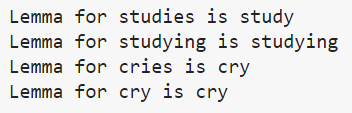 Lemma for studies is study
Lemma for studying is studying
Lemma for cries is cry
Lemma for cry is cry